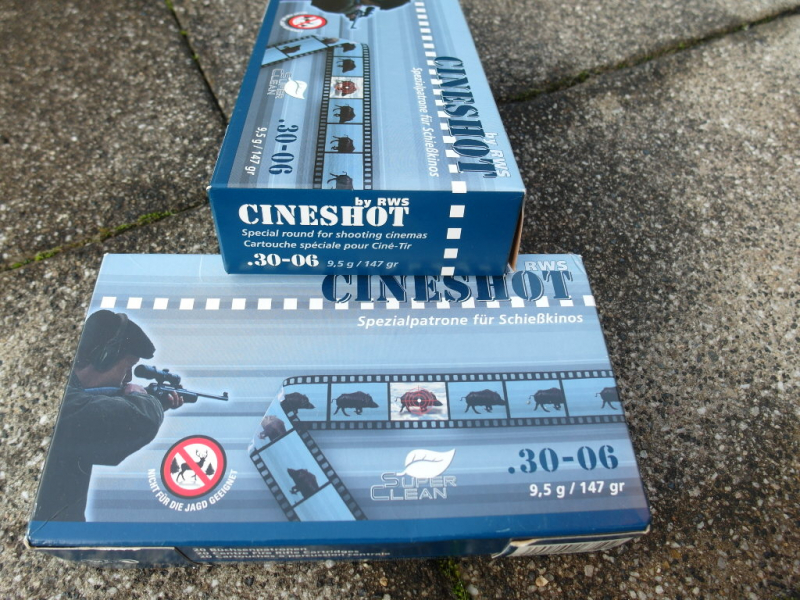 by RWS
CINESHOT
Spezialpatrone für Schießkinos
SUPER
CLEAN
.30-06
9,5 g / 147 gr
by RWS
CINESHOT
Special round for shooting cinemas
Cartouche spéciale pour Ciné-Tir
.30-06 9,5 g / 147 gr
RWS
CINESHOT
Spezialpatrone für Schießkinos
NICHT FÜR DIE JAGD GEEIGNET
SUPER
CLEAN
.30-06
9,5 g / 147 gr